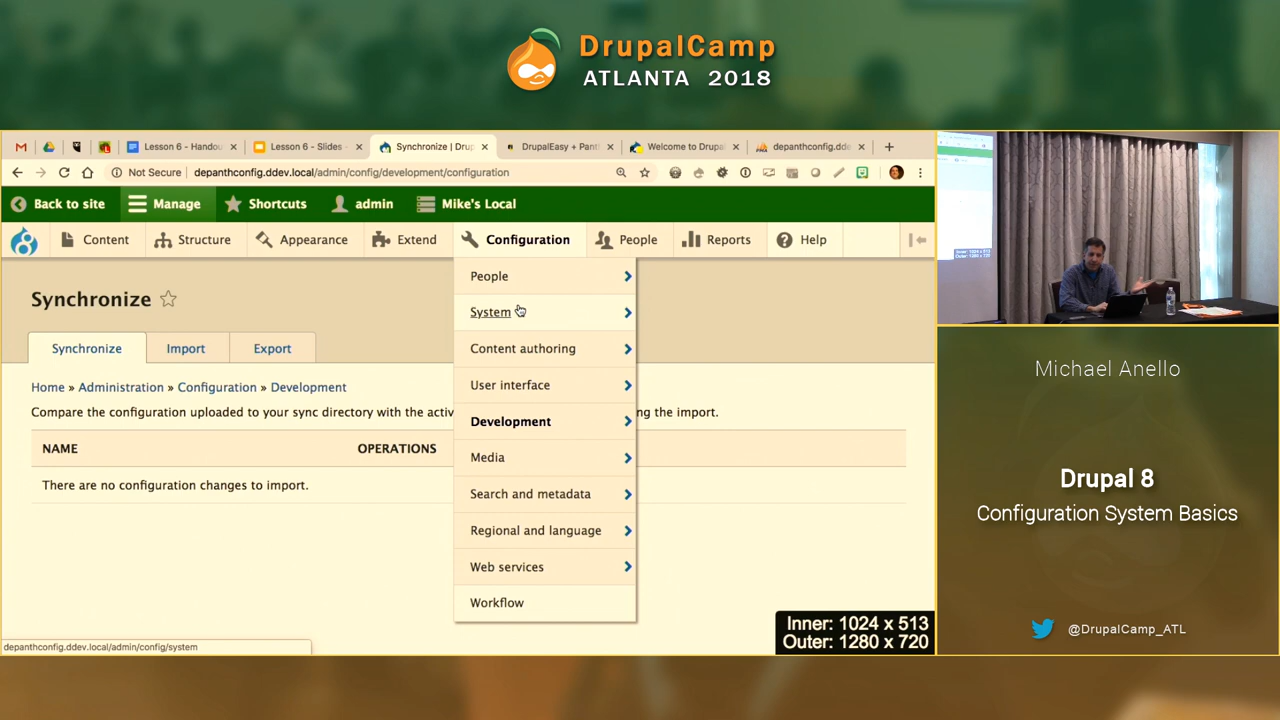 DrupalCamp
ATLANTA 2018
Lesson 6 - Handou
Lesson 6 - Slides -
Synchronize | Drup
DrupalEasy + Panth
Welcome to Drupal
depanthconfig.dde
Not Secure
depanthconfig.ddev.local/admin/config/development/configuration
Back to site
Manage
Shortcuts
admin
Mike's Local
Content
Structure
Appearance
Extend
Configuration
People
Reports
Help
Synchronize
Synchronize
Import
Export
Home » Administration » Configuration » Development
Compare the configuration uploaded to your sync directory with the activ
ng the import.
NAME
OPERATIONS
There are no configuration changes to import.
People
System
Content authoring
User interface
Development
Media
Search and metadata
Regional and language
Web services
Workflow
depanthconfig.ddev.local/admin/config/system
Inner: 1024 x 513
Outer: 1280 x 720
Michael Anello
Drupal 8
Configuration System Basics
@DrupalCamp_ATL